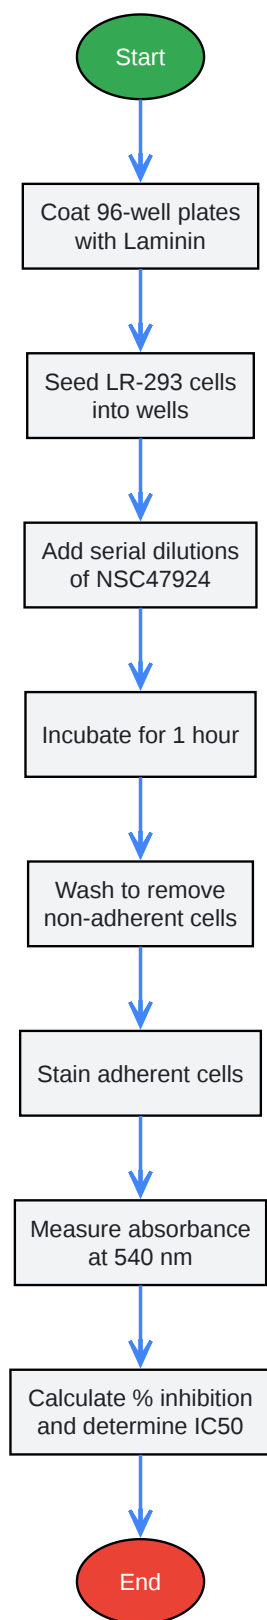 Start
Coat 96-well plates
with Laminin
Seed LR-293 cells
into wells
Add serial dilutions
of NSC47924
Incubate for 1 hour
Wash to remove
non-adherent cells
Stain adherent cells
Measure absorbance
at 540 nm
Calculate % inhibition
and determine IC50
End